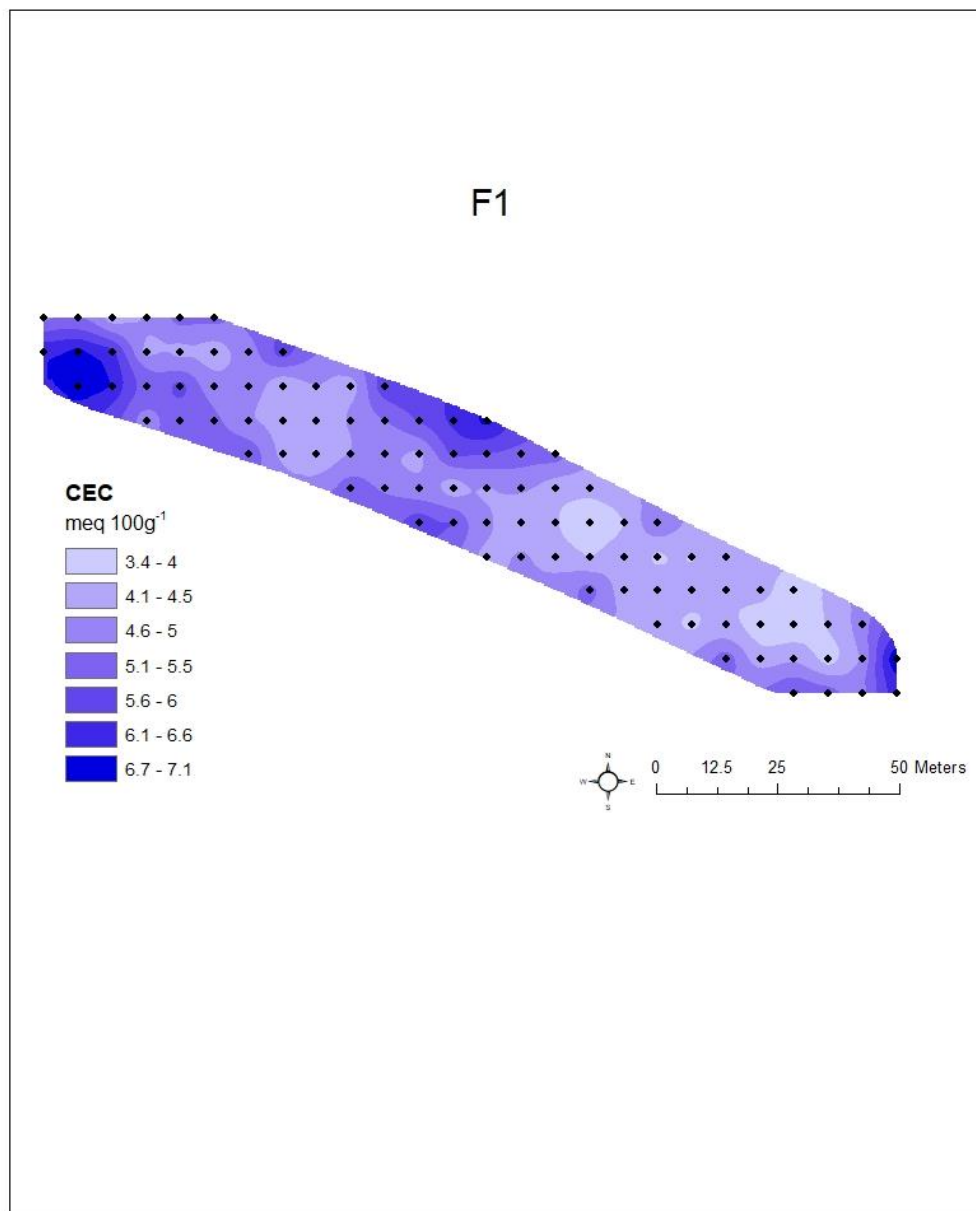 F1
CEC
meq 100g⁻¹
3.4 - 4
4.1 - 4.5
4.6 - 5
5.1 - 5.5
5.6 - 6
6.1 - 6.6
6.7 - 7.1
N
W E
S
0 12.5 25 50 Meters